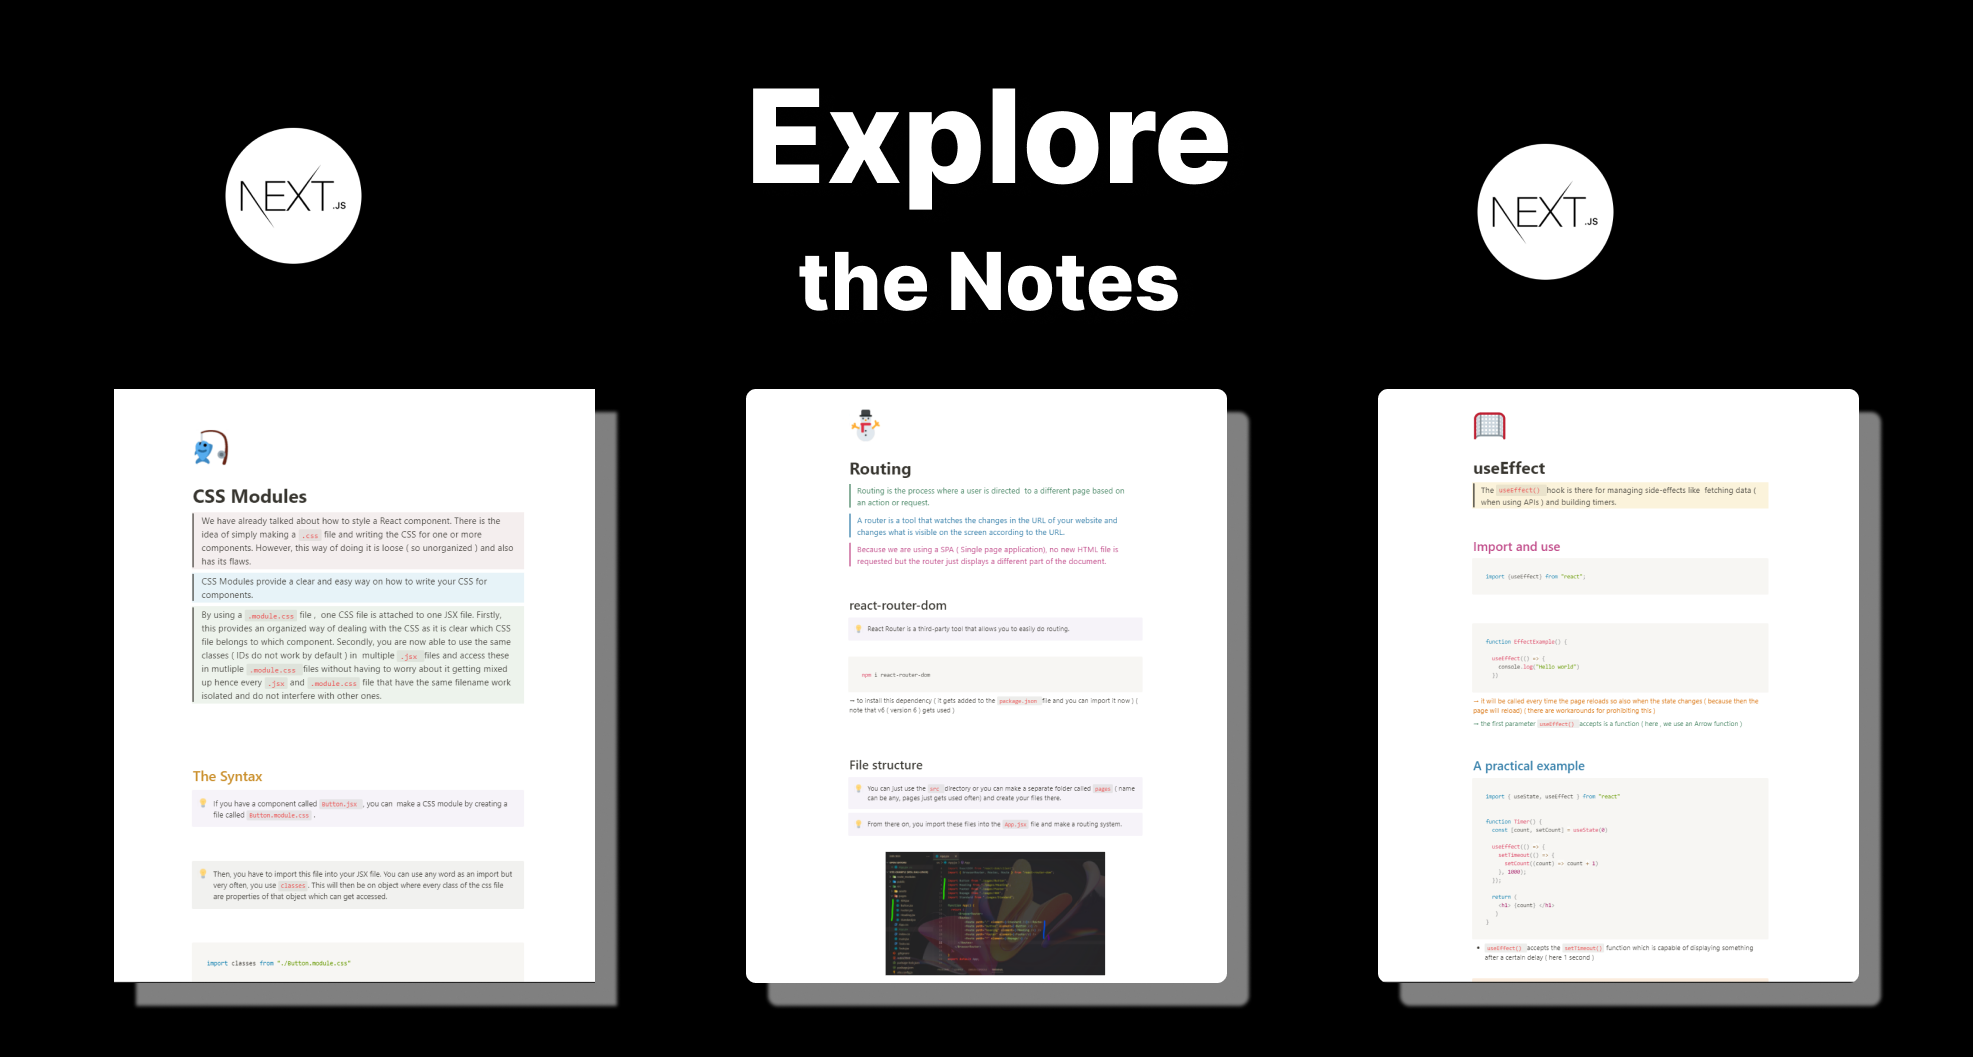 Explore
the Notes
NEXT.JS
NEXT.JS
CSS Modules
We have already talked about how to style a React component. There is the
idea of simply making a .css file and writing the CSS for one or more
components. However, this way of doing it is loose ( so unorganized ) and also
has its flaws.
CSS Modules provide a clear and easy way on how to write your CSS for
components.
By using a .module.css file , one CSS file is attached to one JSX file. Firstly,
this provides an organized way of dealing with the CSS as it is clear which CSS
file belongs to which component. Secondly, you are now able to use the same
classes ( IDs do not work by default ) in multiple .jsx files and access these
in mutliple .module.css files without having to worry about it getting mixed
up hence every .jsx and .module.css file that have the same filename work
isolated and do not interfere with other ones.
The Syntax
If you have a component called Button.jsx , you can make a CSS module by creating a
file called Button.module.css .
Then, you have to import this file into your JSX file. You can use any word as an import but
very often, you use classes . This will then be on object where every class of the css file
are properties of that object which can get accessed.
import classes from "./Button.module.css"
Routing
Routing is the process where a user is directed to a different page based on
an action or request.
A router is a tool that watches the changes in the URL of your website and
changes what is visible on the screen according to the URL.
Because we are using a SPA ( Single page application), no new HTML file is
requested but the router just displays a different part of the document.
react-router-dom
React Router is a third-party tool that allows you to easily do routing.
npm i react-router-dom
→ to install this dependency ( it gets added to the package.json file and you can import it now ) (
note that v6 ( version 6 ) gets used )
File structure
You can just use the src directory or you can make a separate folder called pages ( name
can be any, pages just gets used often) and create your files there.
From there on, you import these files into the App.jsx file and make a routing system.
useEffect
The useEffect() hook is there for managing side-effects like fetching data (
when using APIs ) and building timers.
Import and use
import {useEffect} from "react";
function EffectExample() {
useEffect(() => {
console.log("Hello world")
})
→ it will be called every time the page reloads so also when the state changes ( because then the
page will reload) ( there are workarounds for prohibiting this )
→ the first parameter useEffect() accepts is a function ( here , we use an Arrow function )
A practical example
import { useState, useEffect } from "react"
function Timer() {
const [count, setCount] = useState(0)
useEffect(() => {
setTimeout(() => {
setCount((count) => count + 1)
}, 1000);
});
return (
<h1> {count} </h1>
)
}
• useEffect() accepts the setTimeout() function which is capable of displaying something
after a certain delay ( here 1 second )